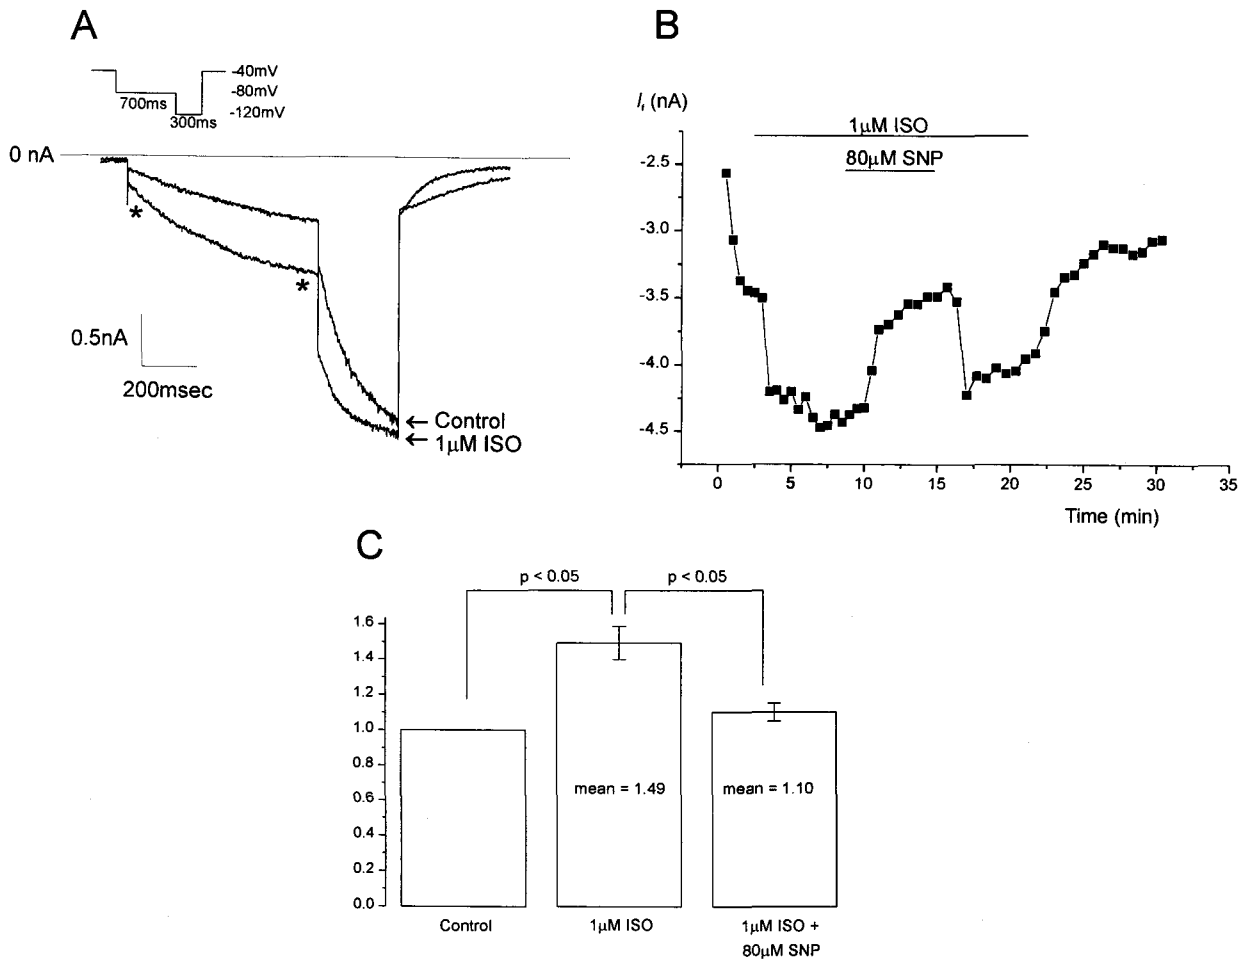 A
-40mV
-80mV
700ms
-120mV
300ms
0 nA
*
*
0.5nA
200msec
Control
1μM ISO
B
If (nA)
1μM ISO
80μM SNP
-2.5
-3.0
-3.5
-4.0
-4.5
0 5 10 15 20 25 30 35
Time (min)
C
p < 0.05 p < 0.05
1.6
1.4
1.2
1.0
0.8
0.6
0.4
0.2
0.0
mean = 1.49 mean = 1.10
Control 1μM ISO 1μM ISO +
80μM SNP